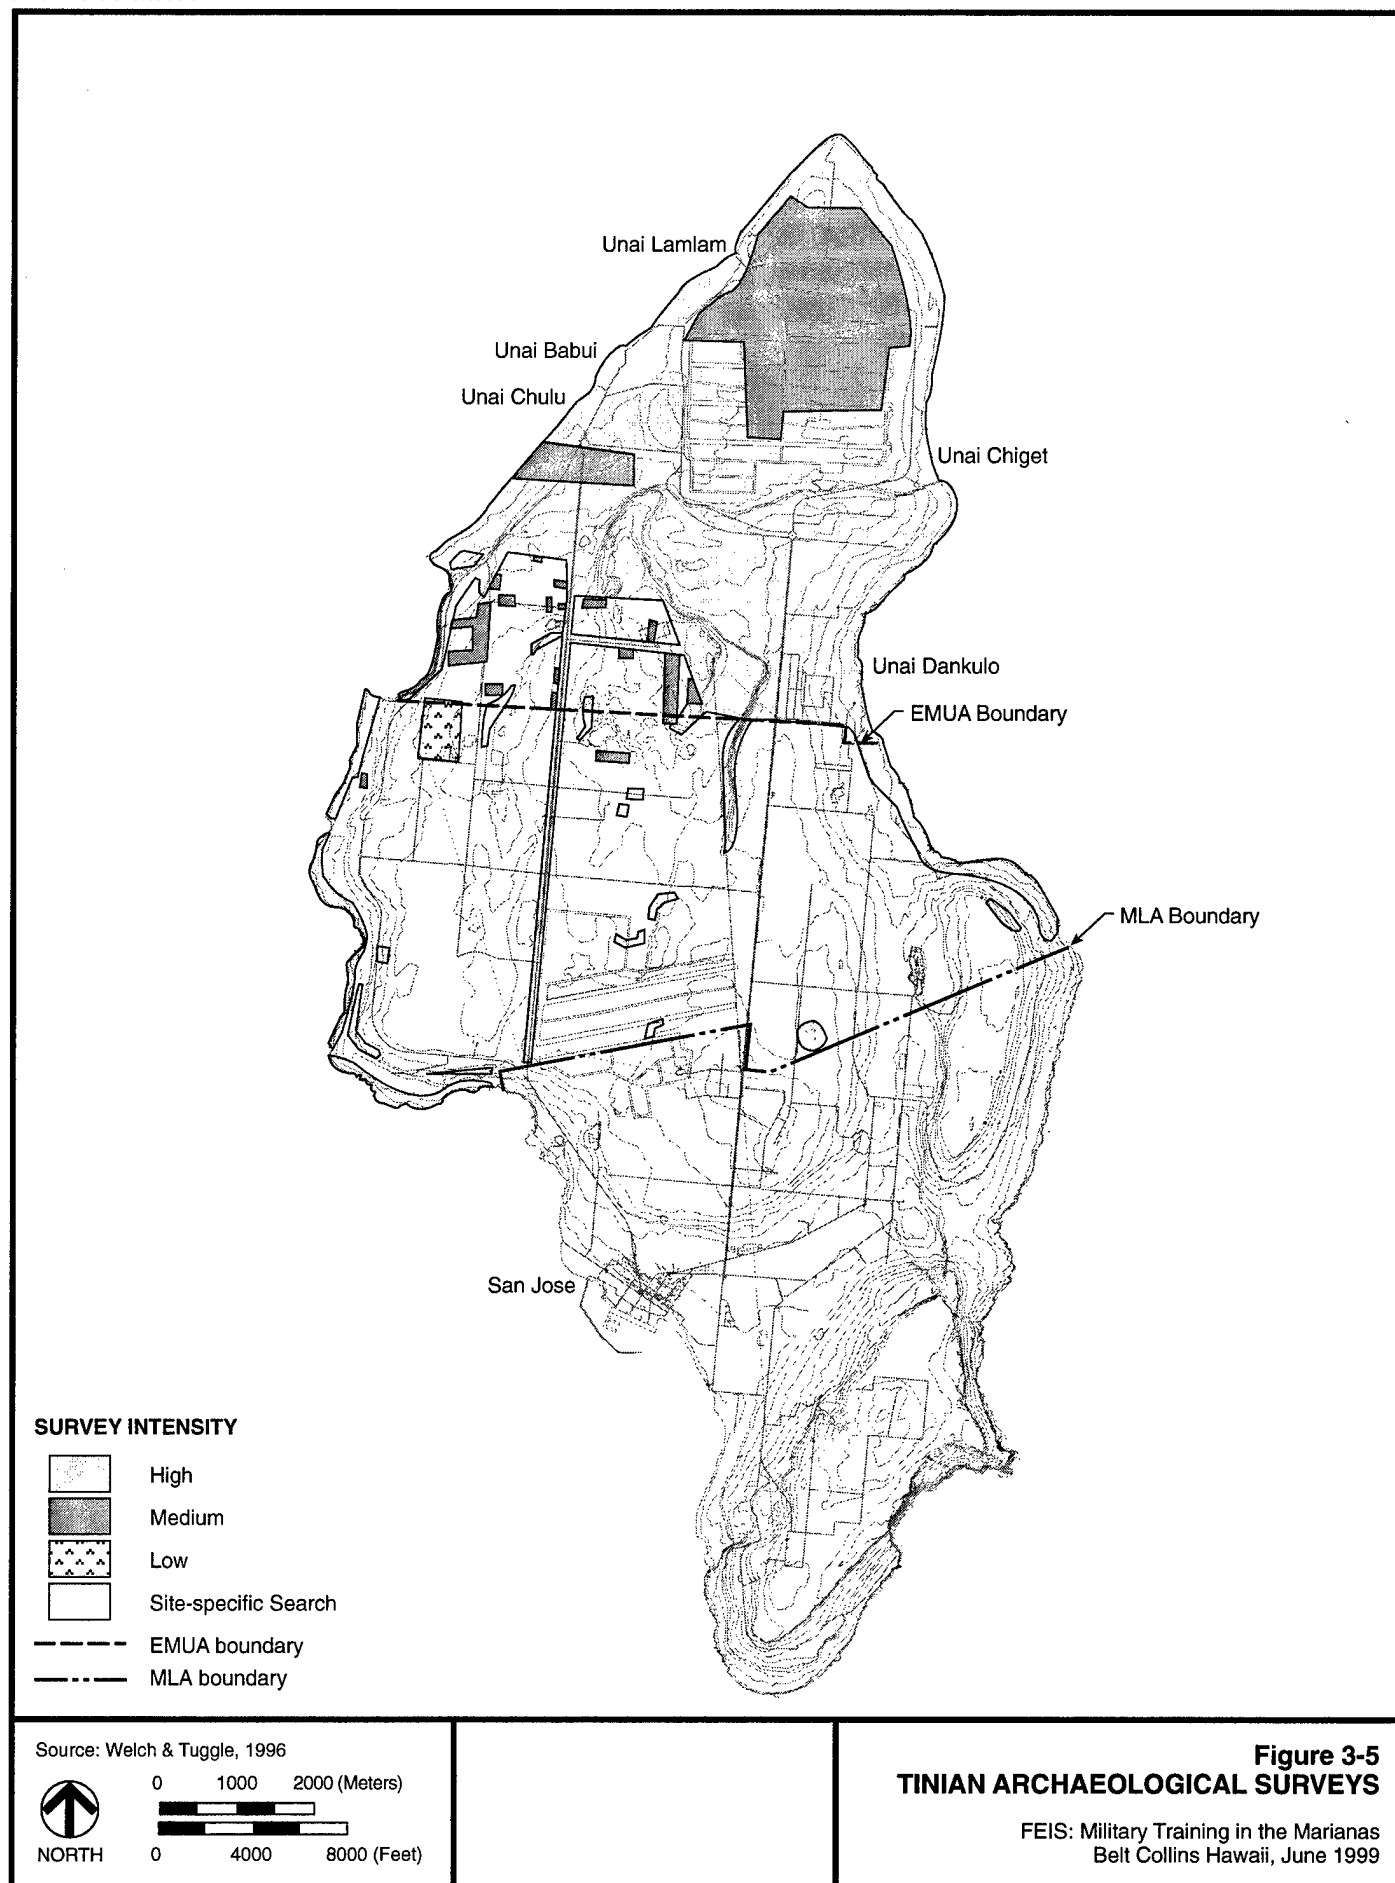 Unai Lamlam
Unai Babui
Unai Chulu
Unai Chiget
Unai Dankulo
EMUA Boundary
MLA Boundary
San Jose
SURVEY INTENSITY
High
Medium
Low
Site-specific Search
EMUA boundary
MLA boundary
Source: Welch & Tuggle, 1996
0 1000 2000 (Meters)
NORTH
0 4000 8000 (Feet)
Figure 3-5
TINIAN ARCHAEOLOGICAL SURVEYS
FEIS: Military Training in the Marianas
Belt Collins Hawaii, June 1999